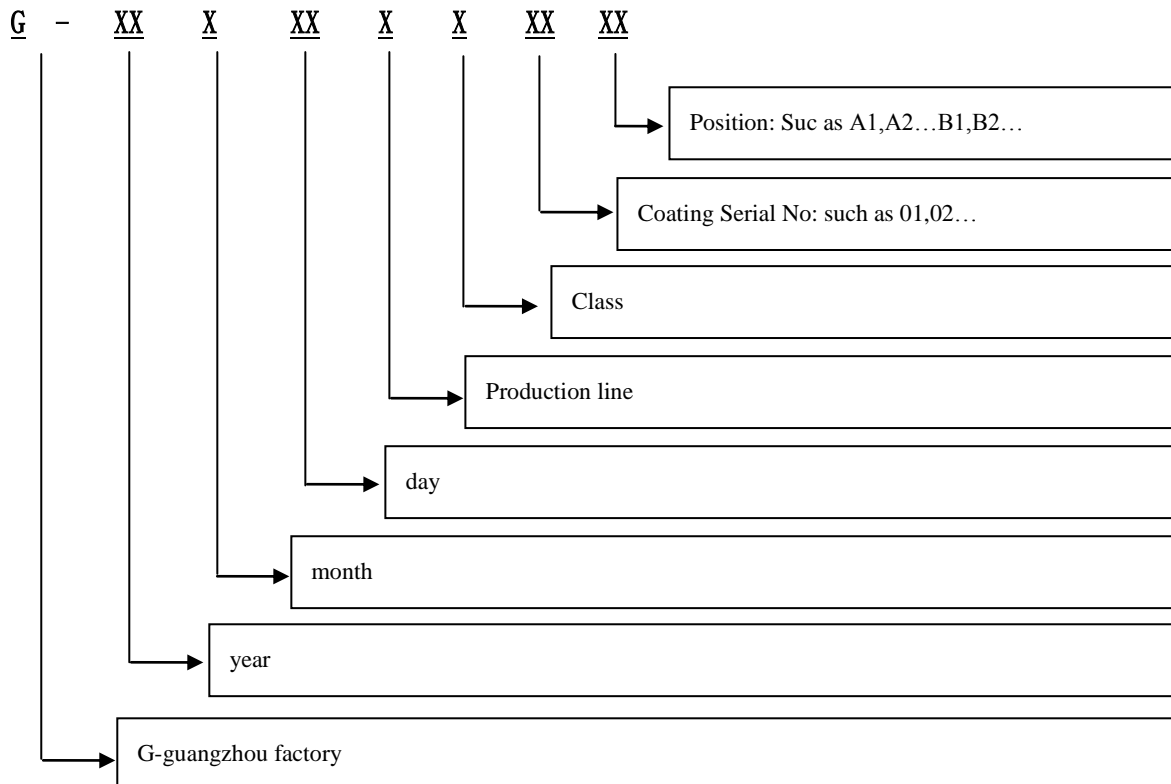 G - XX X XX X X XX XX
Position: Suc as A1,A2…B1,B2…
Coating Serial No: such as 01,02…
Class
Production line
day
month
year
G-guangzhou factory